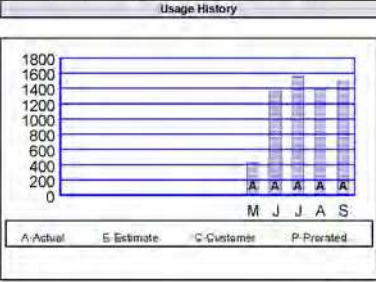 Usage History
1800
1600
1400
1200
1000
800
600
400
200
0
A A A A A
M J J A S
A-Actual E-Estimate C-Customer P-Prorated